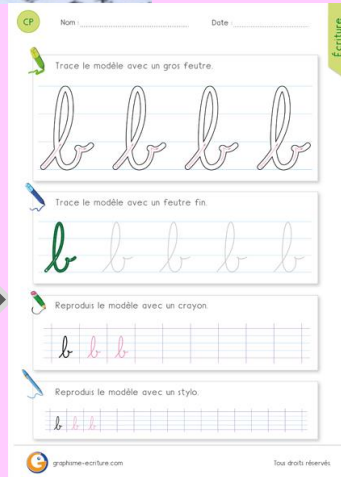 CP
Nom :
Date :
Écriture
Trace le modèle avec un gros feutre.
b b b b
Trace le modèle avec un feutre fin.
b b b b b
Reproduis le modèle avec un crayon.
b b b
Reproduis le modèle avec un stylo.
b b b
graphisme-ecriture.com
Tous droits réservés